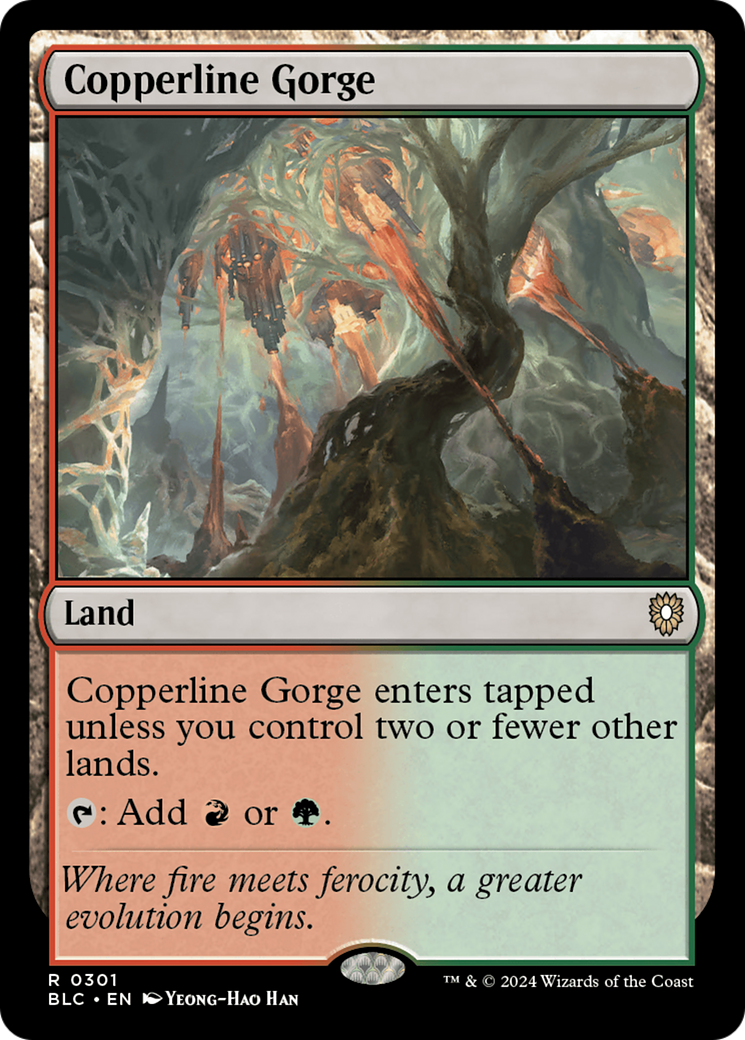 Copperline Gorge
Land
Copperline Gorge enters tapped
unless you control two or fewer other
lands.
: Add or .
Where fire meets ferocity, a greater
evolution begins.
R 0301
BLC • EN Yeong-Hao Han
™ & © 2024 Wizards of the Coast